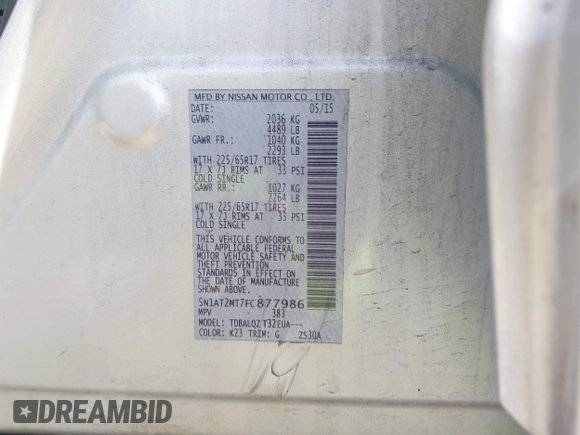 MFD BY NISSAN MOTOR CO., LTD.
DATE: 05/15
GVWR: 2036 KG
4489 LB
GAWR FR.: 1040 KG
2293 LB
WITH 225/65R17 TIRES
17 X 7J RIMS AT 33 PSI
COLD SINGLE
GAWR RR.: 1027 KG
2264 LB
WITH 225/65R17 TIRES
17 X 7J RIMS AT 33 PSI
COLD SINGLE
THIS VEHICLE CONFORMS TO
ALL APPLICABLE FEDERAL
MOTOR VEHICLE SAFETY AND
THEFT PREVENTION
STANDARDS IN EFFECT ON
THE DATE OF MANUFACTURE
5N1AT2MT7FC877986
MPV 383
MODEL: TDBALQZ T32EUA---
COLOR: K23 TRIM: G ZS30A
DREAMBID